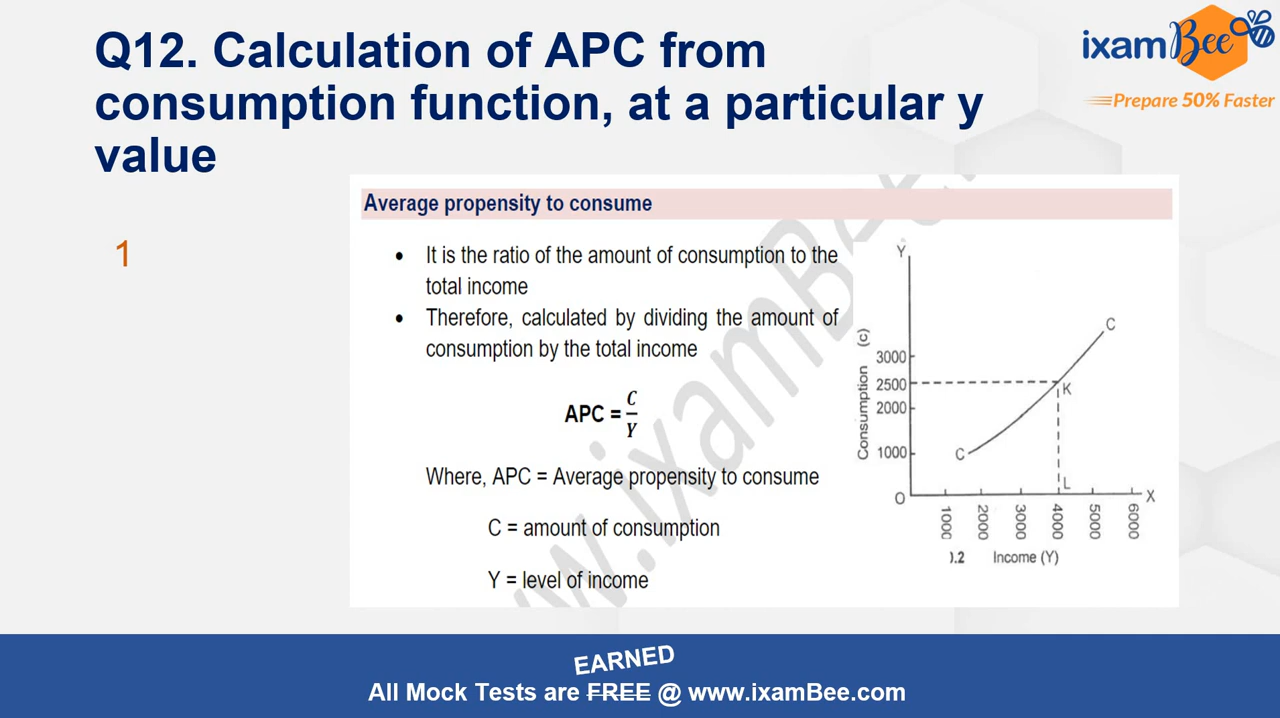 Q12. Calculation of APC from
consumption function, at a particular y
value
ixamBee
Prepare 50% Faster
1
Average propensity to consume
• It is the ratio of the amount of consumption to the
total income
• Therefore, calculated by dividing the amount of
consumption by the total income
APC = C/Y
Where, APC = Average propensity to consume
C = amount of consumption
Y = level of income
Y
Consumption (c)
3000
2500
2000
1000
O
C
K
C
L
X
1000
2000
3000
4000
5000
6000
).2 Income (Y)
www.ixamBee.
EARNED
All Mock Tests are FREE @ www.ixamBee.com